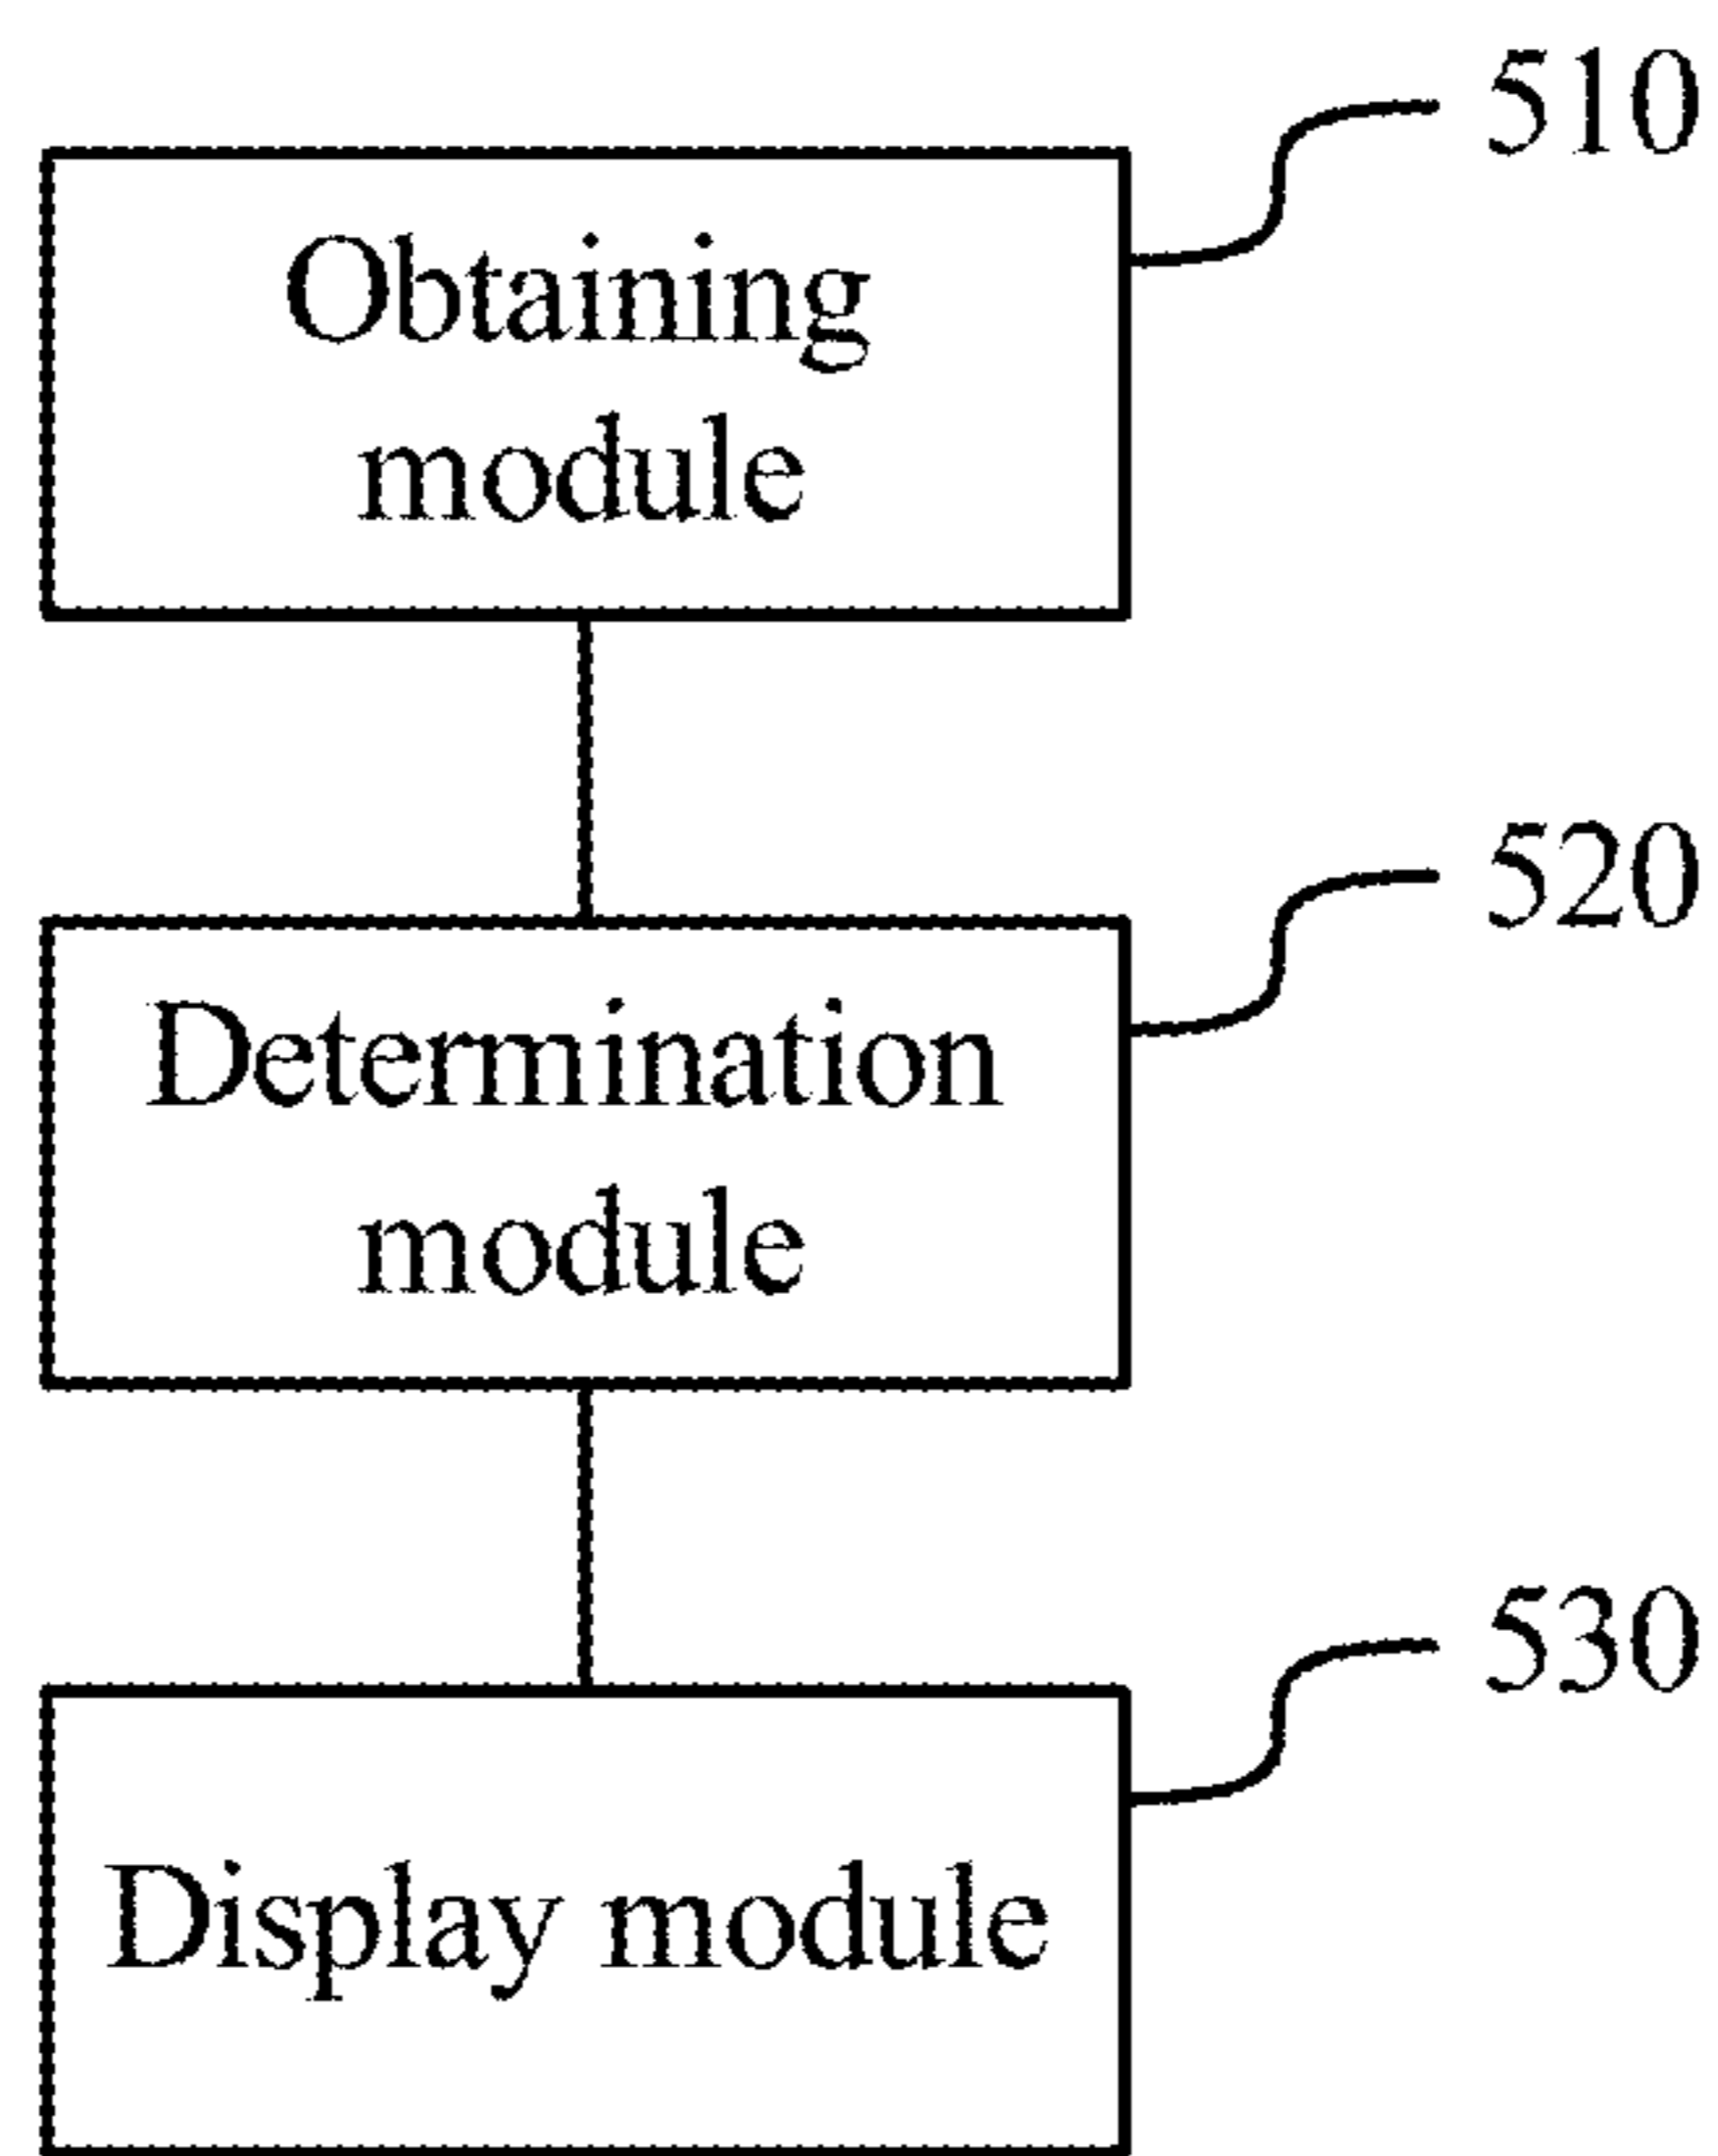 510
Obtaining
module
520
Determination
module
530
Display module